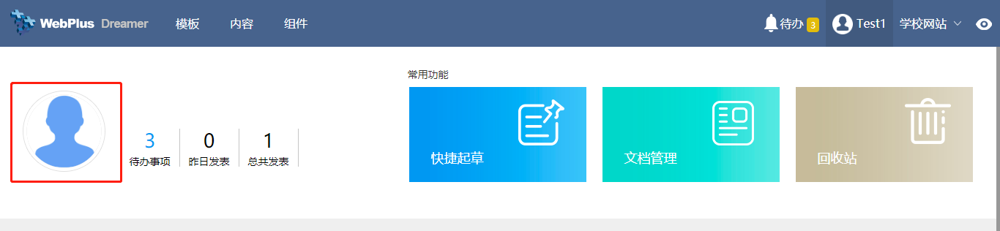 WebPlus Dreamer 模板 内容 组件 待办 3 Test1 学校网站
常用功能
3 0 1
待办事项 昨日发表 总共发表
快捷起草 文档管理 回收站